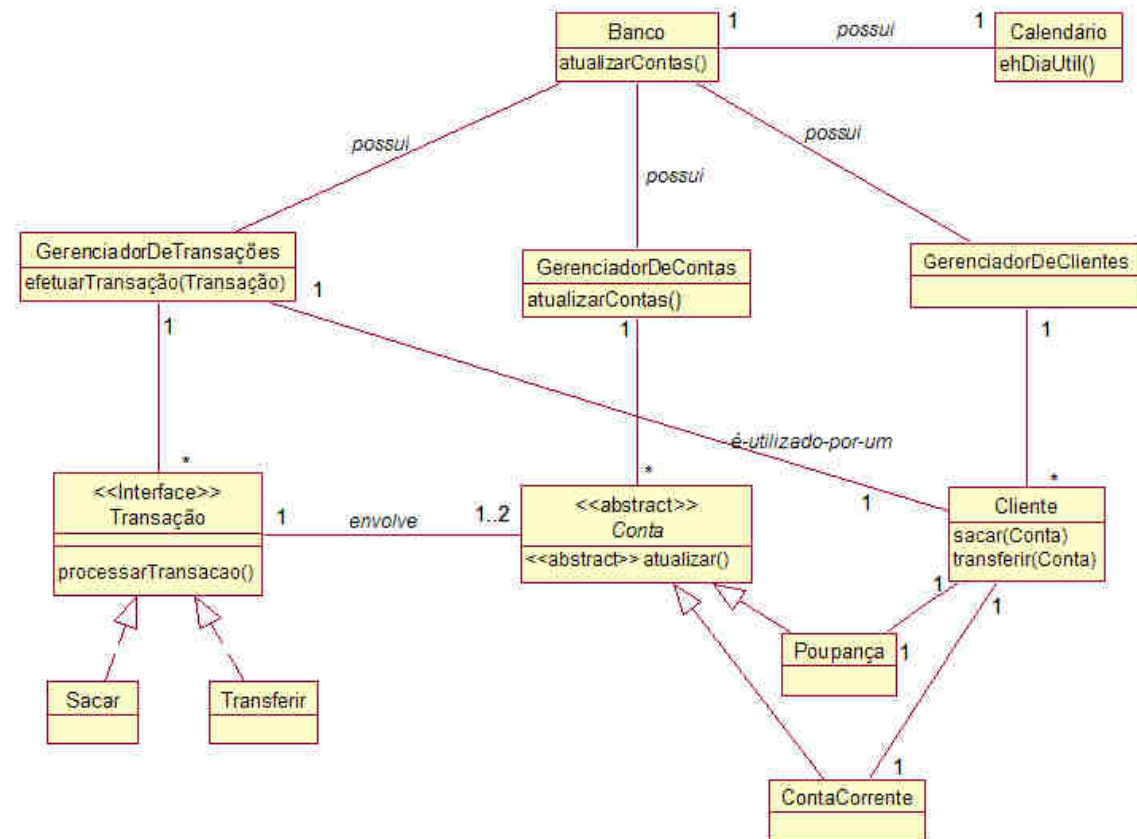 Banco
atualizarContas()
1
possui
1
Calendário
ehDiaUtil()
possui
possui
possui
GerenciadorDeTransações
efetuarTransação(Transação)
1
1
GerenciadorDeContas
atualizarContas()
1
GerenciadorDeClientes
1
é-utilizado-por-um
*
<<Interface>>
Transação
processarTransacao()
1
envolve
1..2
*
<<abstract>>
Conta
<<abstract>> atualizar()
1
*
Cliente
sacar(Conta)
transferir(Conta)
1
1
Poupança
1
Sacar
Transferir
1
ContaCorrente